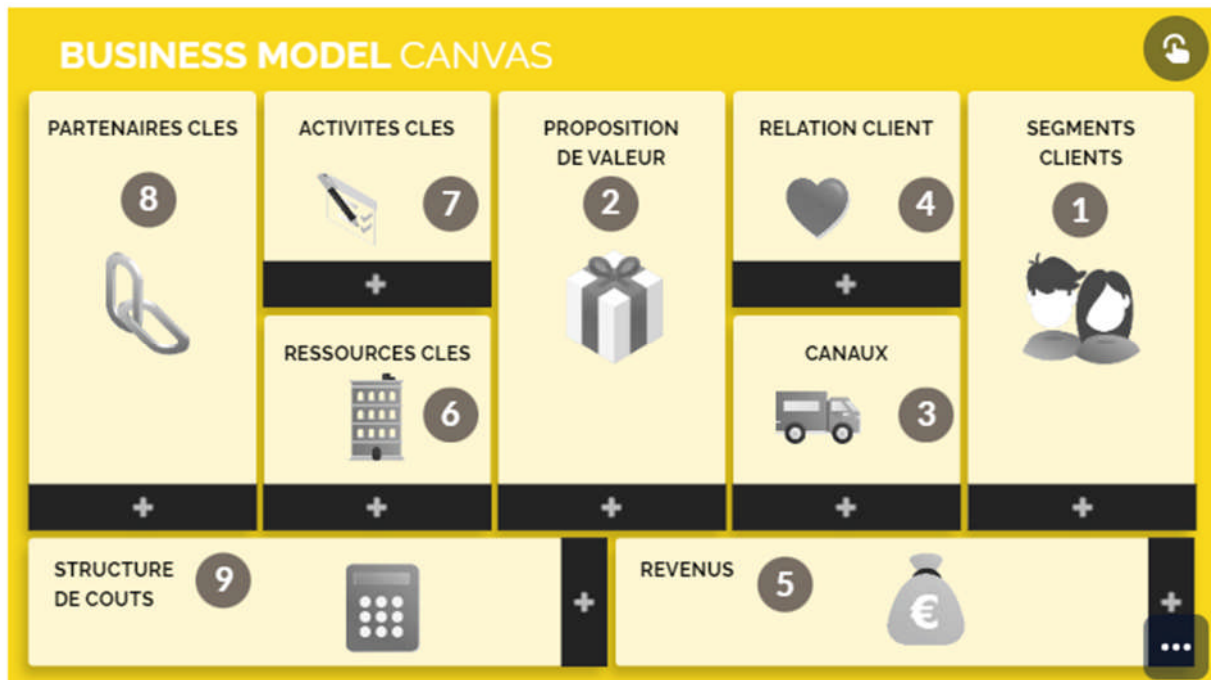 BUSINESS MODEL CANVAS
PARTENAIRES CLES
8
ACTIVITES CLES
7
RESSOURCES CLES
6
PROPOSITION
DE VALEUR
2
RELATION CLIENT
4
CANAUX
3
SEGMENTS
CLIENTS
1
STRUCTURE
DE COUTS
9
REVENUS
5
€